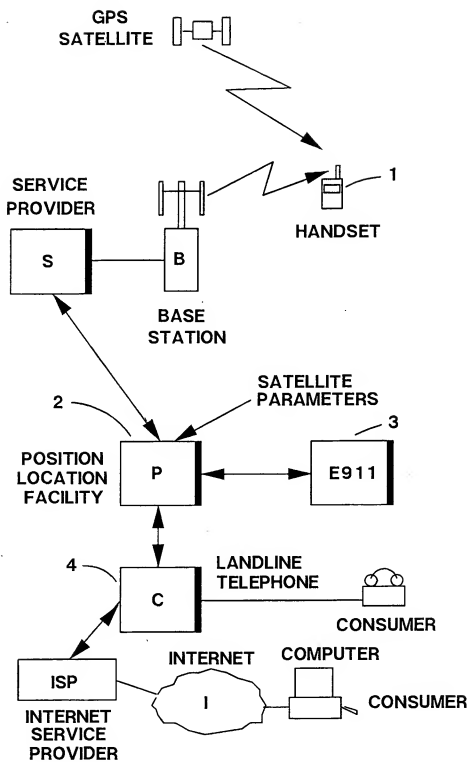 GPS
SATELLITE
1
HANDSET
SERVICE
PROVIDER
S
B
BASE
STATION
SATELLITE
PARAMETERS
2
3
POSITION
LOCATION
FACILITY
P
E911
4
C
LANDLINE
TELEPHONE
CONSUMER
INTERNET
COMPUTER
ISP
I
CONSUMER
INTERNET
SERVICE
PROVIDER